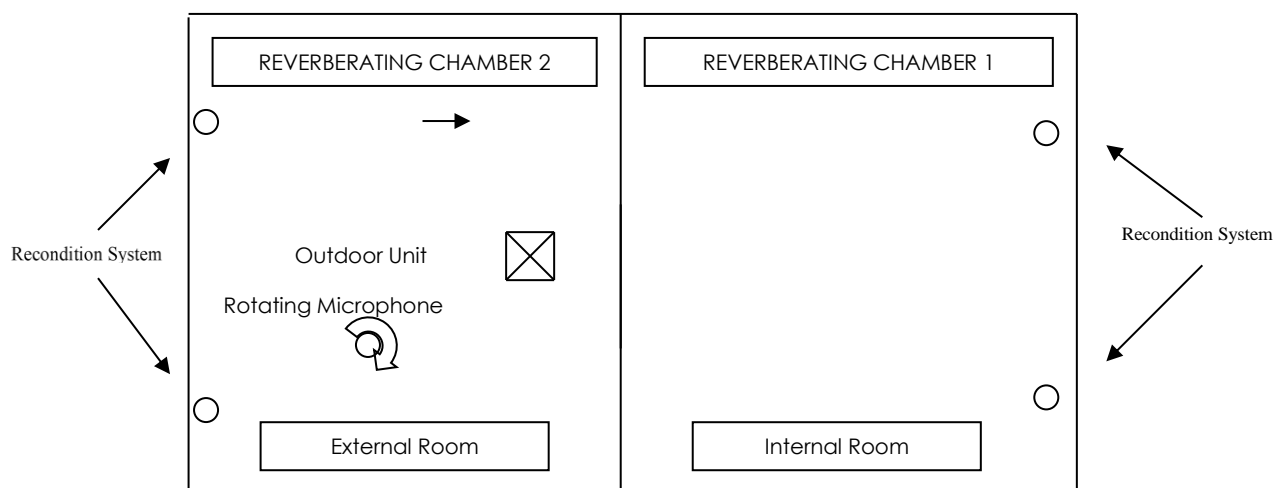 REVERBERATING CHAMBER 2
REVERBERATING CHAMBER 1
Recondition System
Outdoor Unit
Recondition System
Rotating Microphone
External Room
Internal Room